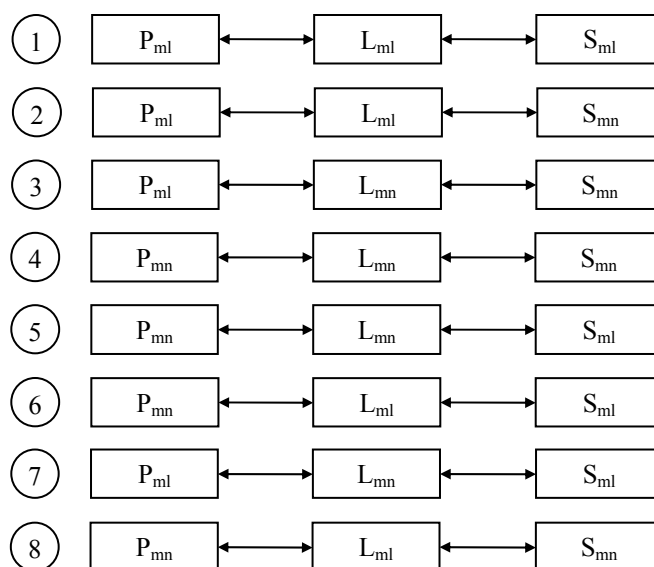 1 P_ml L_ml S_ml
2 P_ml L_ml S_mn
3 P_ml L_mn S_mn
4 P_mn L_mn S_mn
5 P_mn L_mn S_ml
6 P_mn L_ml S_ml
7 P_ml L_mn S_ml
8 P_mn L_ml S_mn